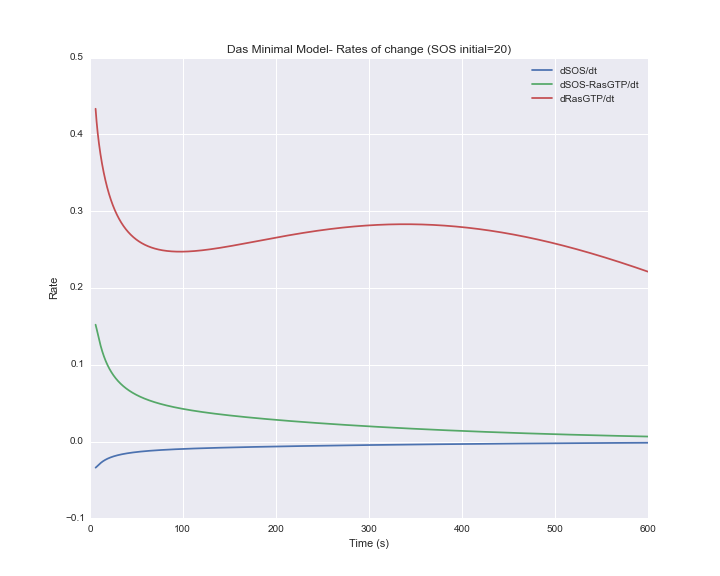 Das Minimal Model- Rates of change (SOS initial=20)
dSOS/dt
dSOS-RasGTP/dt
dRasGTP/dt
0.5
0.4
0.3
0.2
0.1
0.0
−0.1
Rate
0 100 200 300 400 500 600
Time (s)